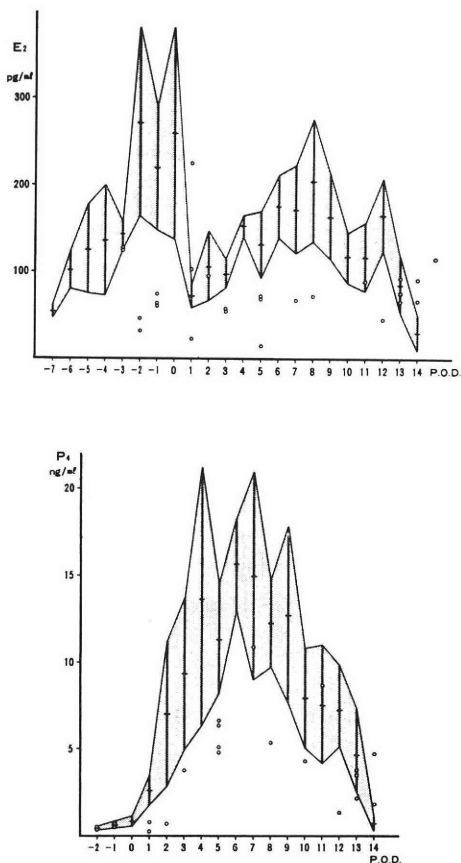 E₂
pg/ml
300
200
100
-7 -6 -5 -4 -3 -2 -1 0 1 2 3 4 5 6 7 8 9 10 11 12 13 14 P.O.D.
P₄
ng/ml
20
15
10
5
-2 -1 0 1 2 3 4 5 6 7 8 9 10 11 12 13 14
P.O.D.